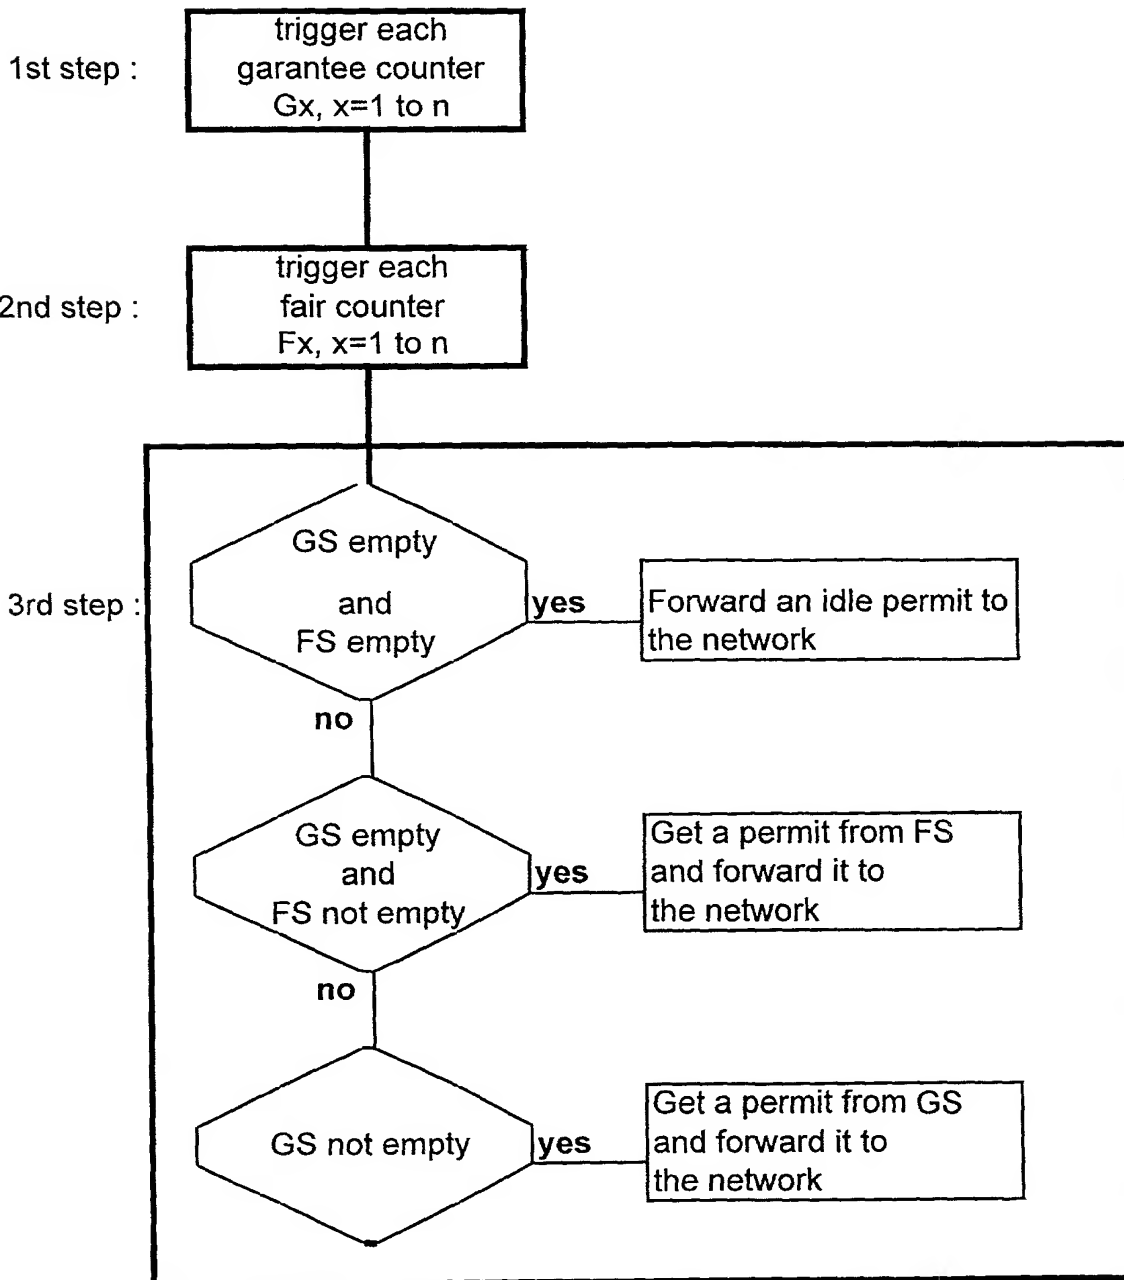 trigger each
1st step :
garantee counter
Gx, x=1 to n
trigger each
2nd step :
fair counter
Fx, x=1 to n
GS empty
3rd step :
and
FS empty
yes
Forward an idle permit to
the network
no
GS empty
and
FS not empty
yes
Get a permit from FS
and forward it to
the network
no
GS not empty
yes
Get a permit from GS
and forward it to
the network